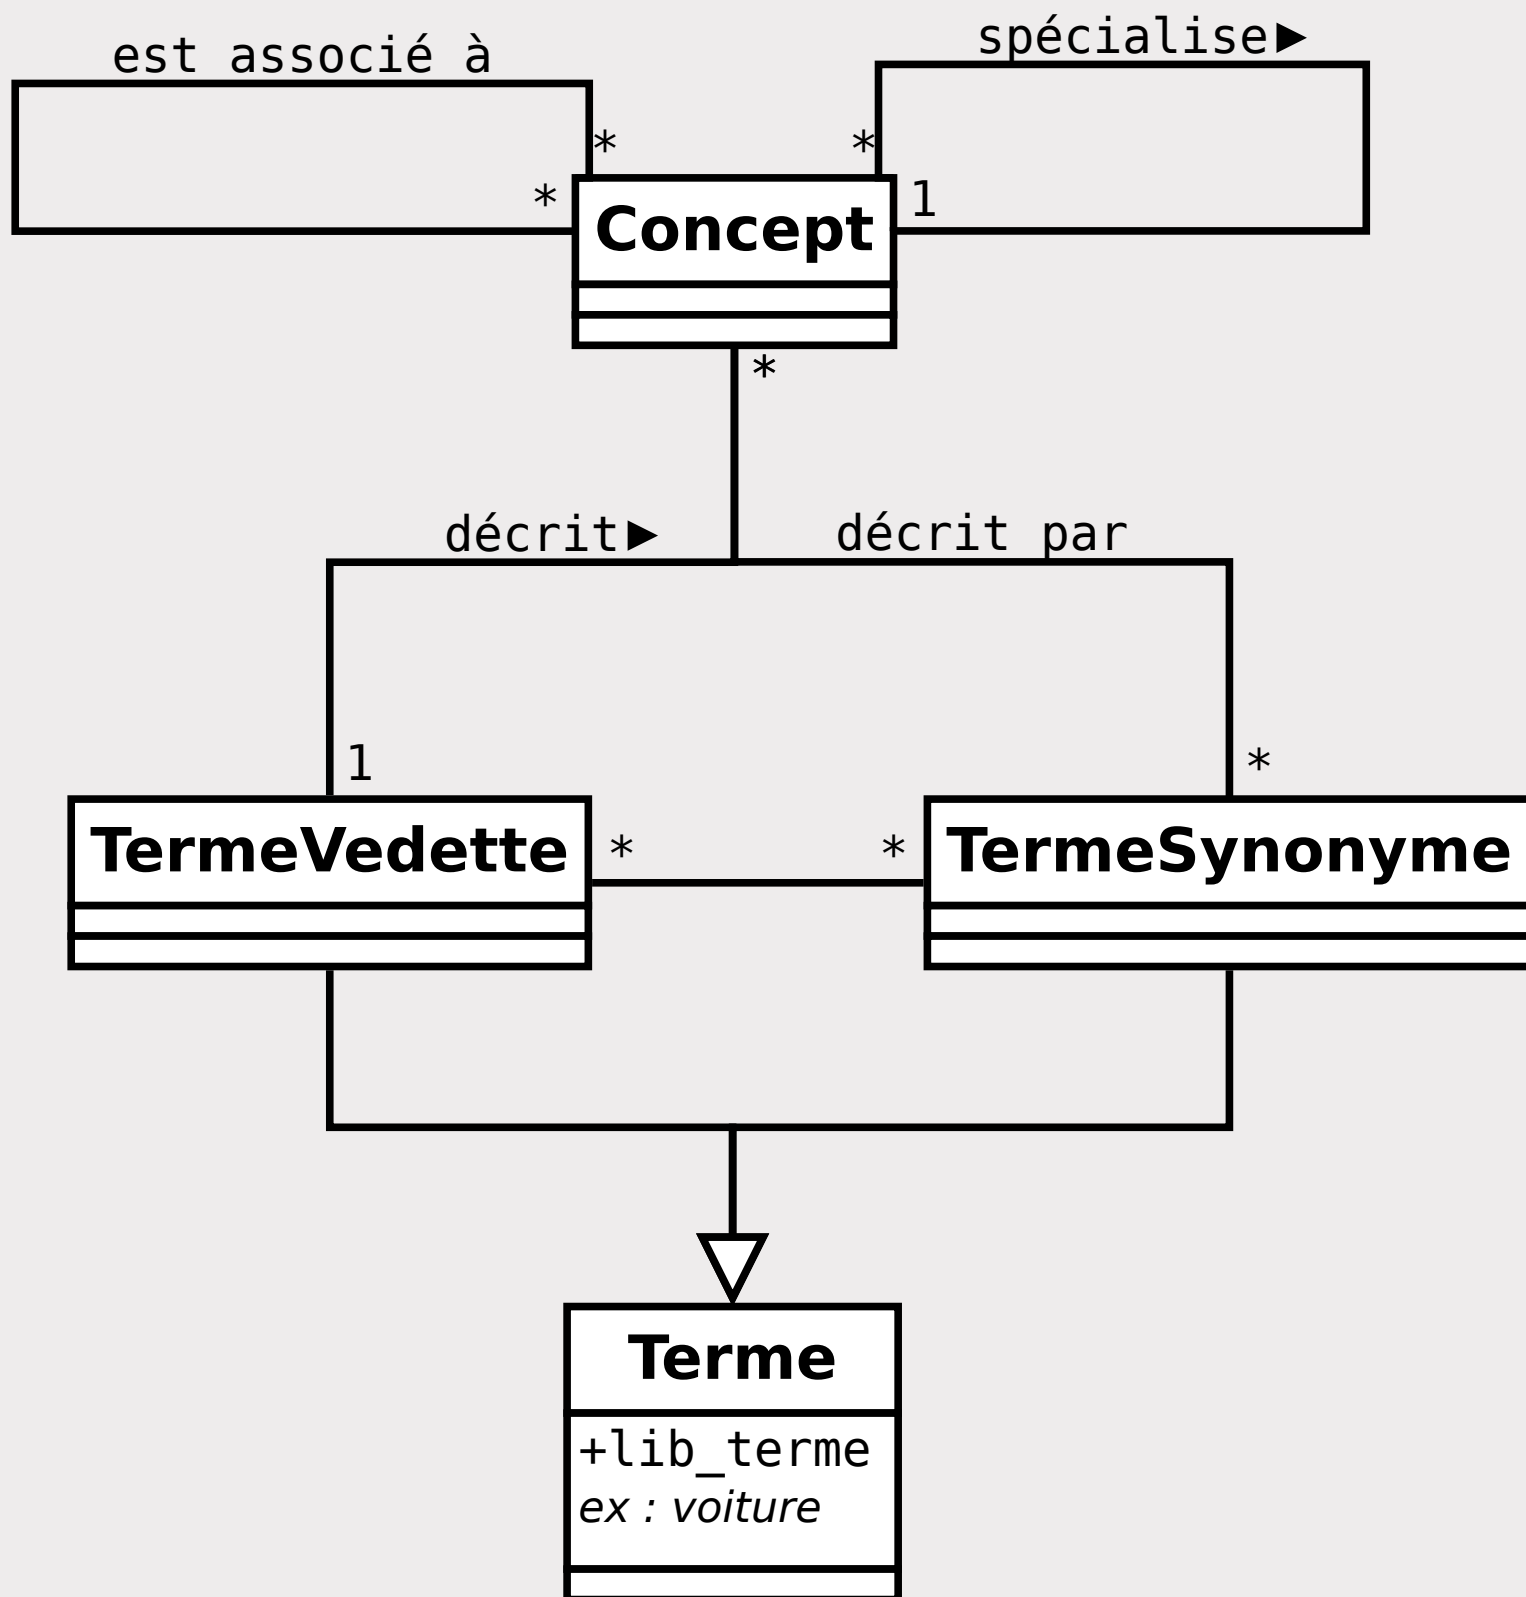 est associé à
spécialise►
*
*
*
1
Concept
*
décrit►
décrit par
1
*
TermeVedette
*
*
TermeSynonyme
Terme
+lib_terme
ex : voiture